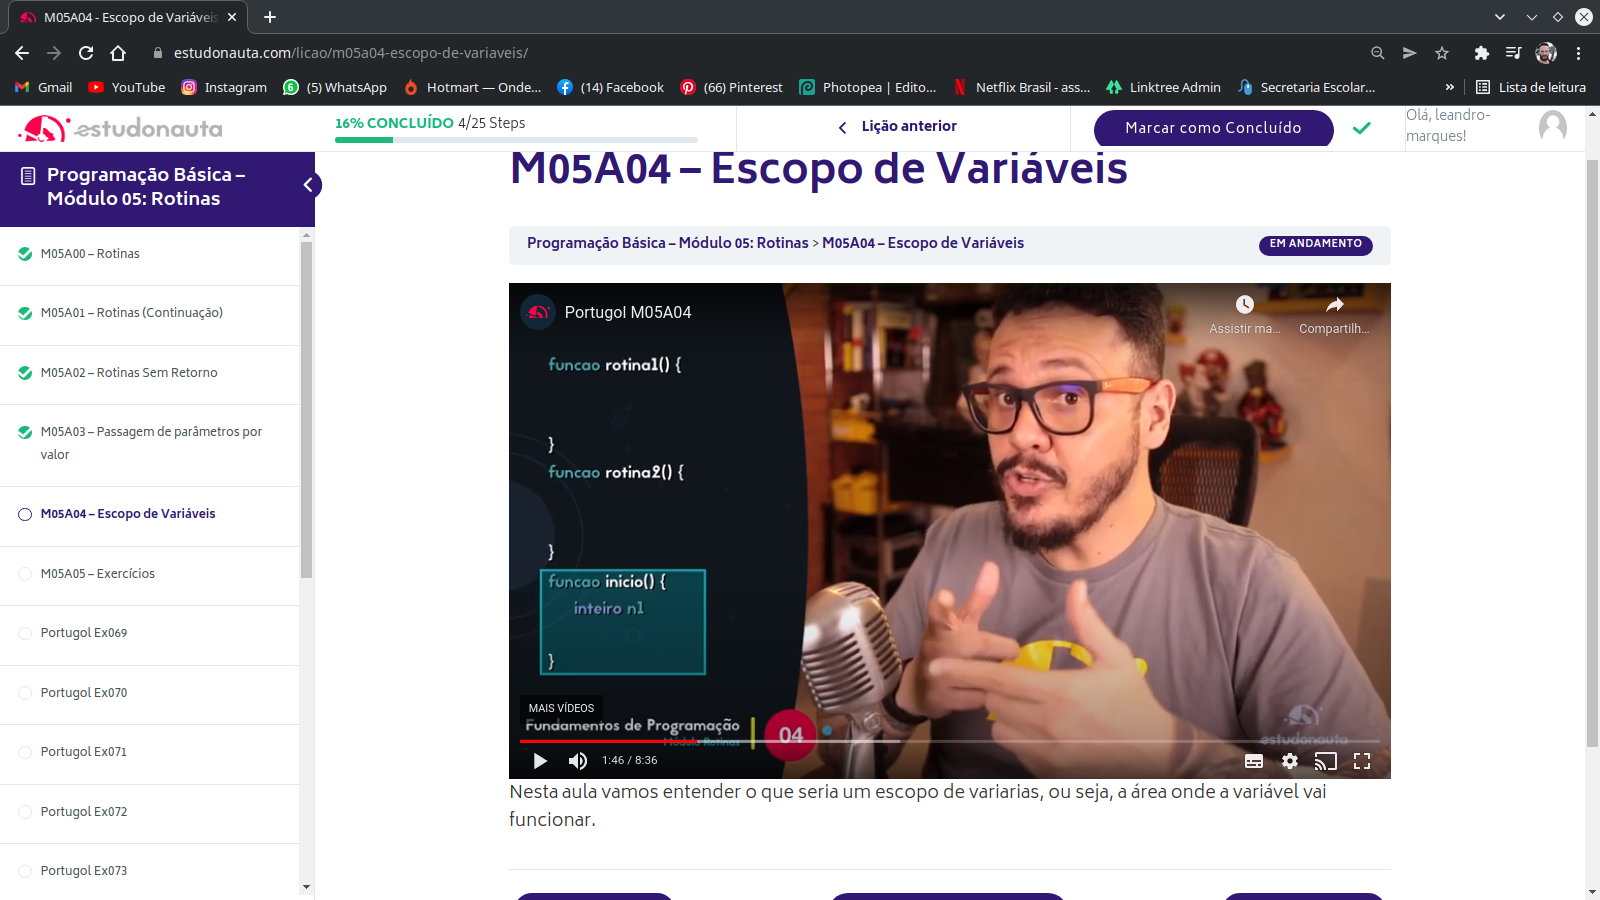 M05A04 - Escopo de Variáveis
estudonauta.com/licao/m05a04-escopo-de-variaveis/
Gmail
YouTube
Instagram
6
(5) WhatsApp
Hotmart — Onde...
(14) Facebook
(66) Pinterest
Photopea | Edito...
Netflix Brasil - ass...
Linktree Admin
Secretaria Escolar...
»
Lista de leitura
estudonauta
16% CONCLUÍDO 4/25 Steps
Lição anterior
Marcar como Concluído
Olá, leandro-
marques!
Programação Básica –
Módulo 05: Rotinas
M05A00 – Rotinas
M05A01 – Rotinas (Continuação)
M05A02 – Rotinas Sem Retorno
M05A03 – Passagem de parâmetros por
valor
M05A04 – Escopo de Variáveis
M05A05 – Exercícios
Portugol Ex069
Portugol Ex070
Portugol Ex071
Portugol Ex072
Portugol Ex073
M05A04 – Escopo de Variáveis
Programação Básica – Módulo 05: Rotinas > M05A04 – Escopo de Variáveis
EM ANDAMENTO
Portugol M05A04
Assistir ma...
Compartilh...
funcao rotina1() {
}
funcao rotina2() {
}
funcao inicio() {
inteiro n1
}
MAIS VÍDEOS
Fundamentos de Programação
Módulo Rotinas
04
estudonauta
1:46 / 8:36
Nesta aula vamos entender o que seria um escopo de variarias, ou seja, a área onde a variável vai
funcionar.